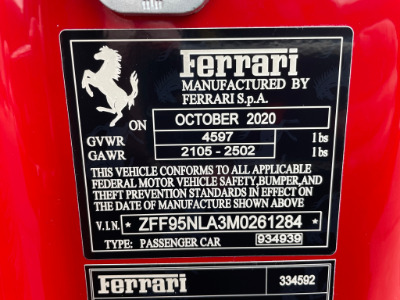 Ferrari
MANUFACTURED BY
FERRARI S.p.A.
ON OCTOBER 2020
GVWR 4597 lbs
GAWR 2105 - 2502 lbs
THIS VEHICLE CONFORMS TO ALL APPLICABLE
FEDERAL MOTOR VEHICLE SAFETY, BUMPER, AND
THEFT PREVENTION STANDARDS IN EFFECT ON
THE DATE OF MANUFACTURE SHOWN ABOVE
V.I.N. * ZFF95NLA3M0261284 *
TYPE: PASSENGER CAR 934939
Ferrari 334592